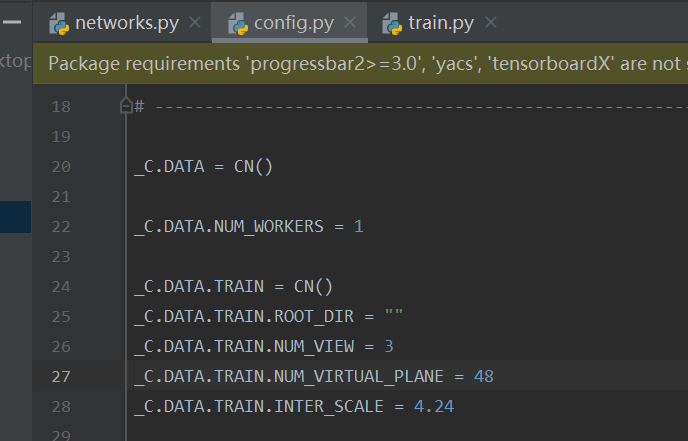 networks.py config.py train.py
ktop
Package requirements 'progressbar2>=3.0', 'yacs', 'tensorboardX' are not
18 # ----------------------------------------------------
19
20 _C.DATA = CN()
21
22 _C.DATA.NUM_WORKERS = 1
23
24 _C.DATA.TRAIN = CN()
25 _C.DATA.TRAIN.ROOT_DIR = ""
26 _C.DATA.TRAIN.NUM_VIEW = 3
27 _C.DATA.TRAIN.NUM_VIRTUAL_PLANE = 48
28 _C.DATA.TRAIN.INTER_SCALE = 4.24
29